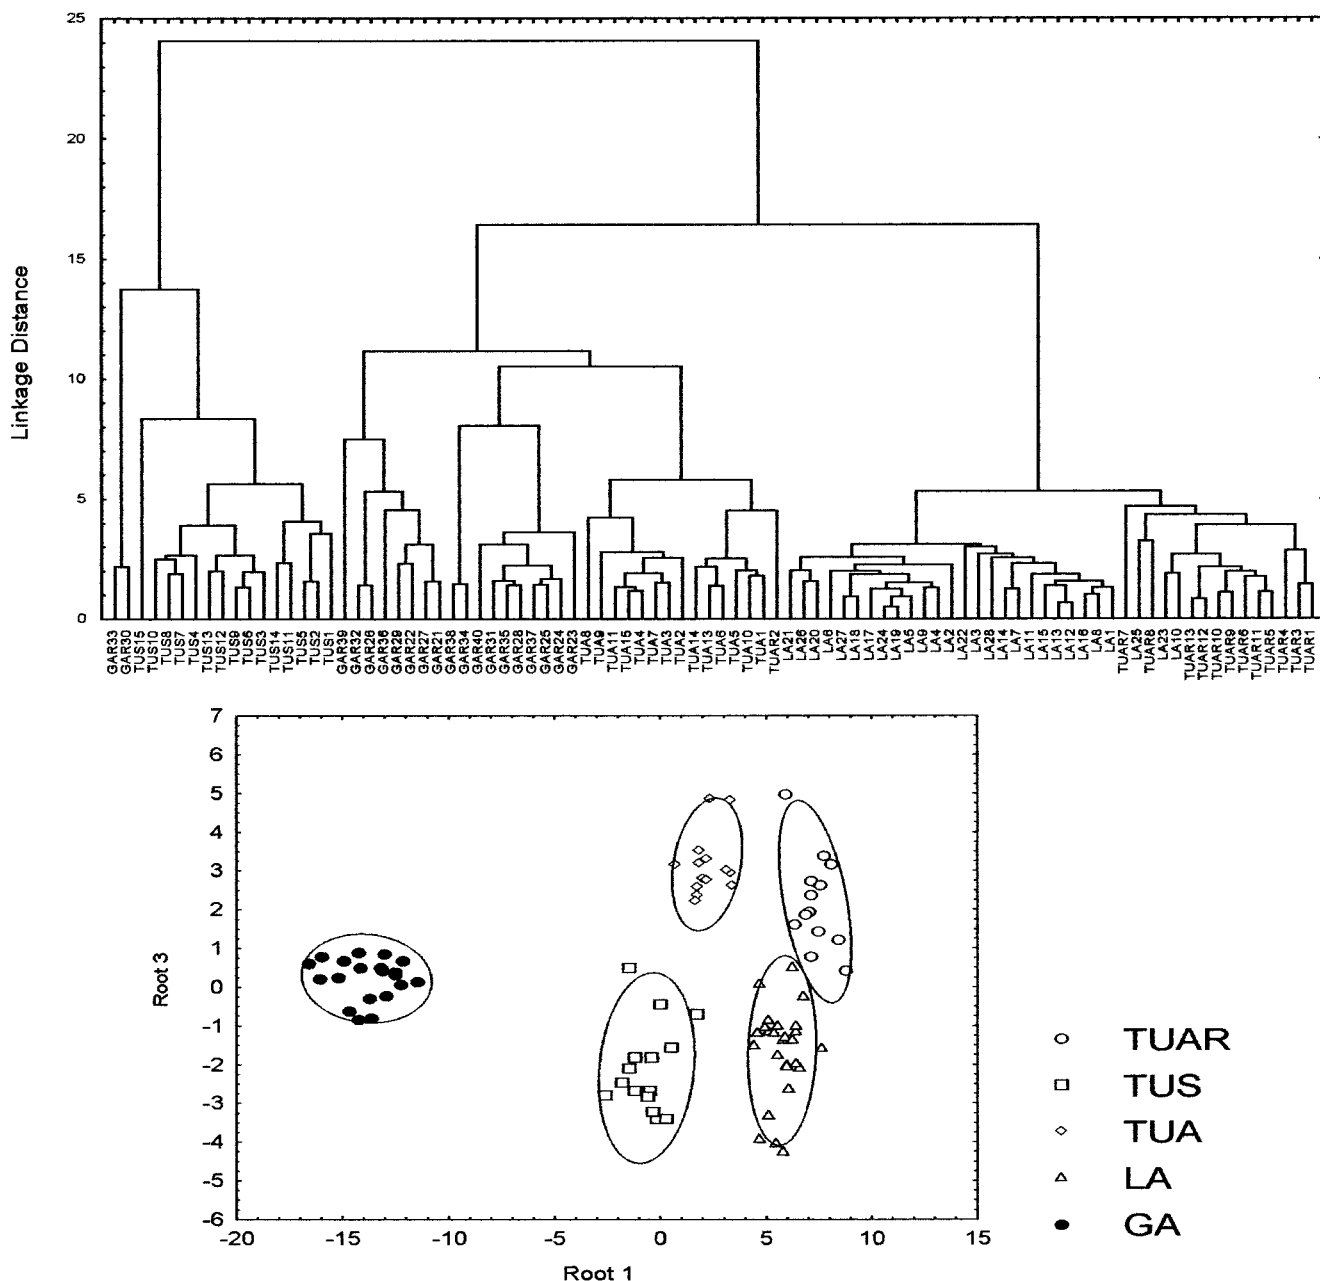 25
20
15
10
5
0
Linkage Distance
GAR33
GAR30
TUS15
TUS10
TUS8
TUS7
TUS4
TUS13
TUS12
TUS9
TUS6
TUS3
TUS14
TUS11
TUS5
TUS2
TUS1
GAR39
GAR32
GAR26
GAR36
GAR29
GAR22
GAR27
GAR21
GAR38
GAR34
GAR40
GAR31
GAR35
GAR28
GAR37
GAR25
GAR24
GAR23
TUA8
TUA9
TUA11
TUA15
TUA4
TUA7
TUA3
TUA2
TUA14
TUA13
TUA6
TUA5
TUA10
TUA1
TUAR2
LA21
LA26
LA20
LA6
LA27
LA18
LA17
LA24
LA19
LA5
LA9
LA4
LA2
LA22
LA3
LA28
LA14
LA7
LA11
LA15
LA13
LA12
LA16
LA8
LA1
TUAR7
LA25
TUAR8
LA23
LA10
TUAR13
TUAR12
TUAR10
TUAR9
TUAR6
TUAR11
TUAR5
TUAR4
TUAR3
TUAR1
7
6
5
4
3
2
1
0
-1
-2
-3
-4
-5
-6
Root 3
-20 -15 -10 -5 0 5 10 15
Root 1
TUAR
TUS
TUA
LA
GA